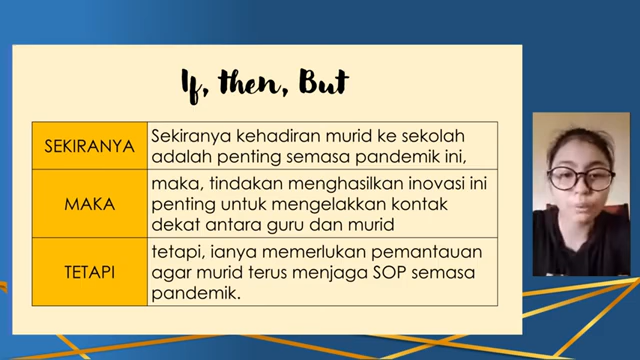 If, then, But
SEKIRANYA
Sekiranya kehadiran murid ke sekolah
adalah penting semasa pandemik ini,
MAKA
maka, tindakan menghasilkan inovasi ini
penting untuk mengelakkan kontak
dekat antara guru dan murid
TETAPI
tetapi, ianya memerlukan pemantauan
agar murid terus menjaga SOP semasa
pandemik.